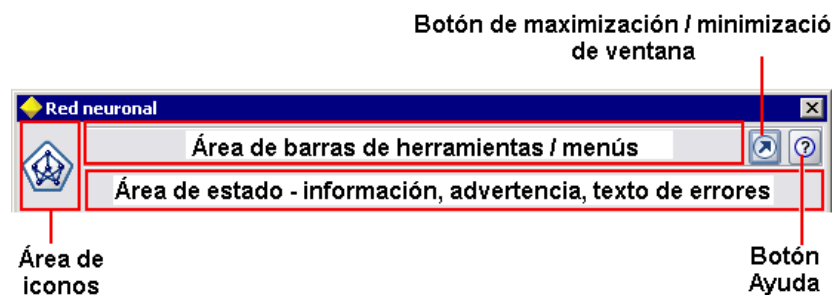 Botón de maximización / minimizació
de ventana
Red neuronal
Área de barras de herramientas / menús
Área de estado - información, advertencia, texto de errores
Área de
iconos
Botón
Ayuda